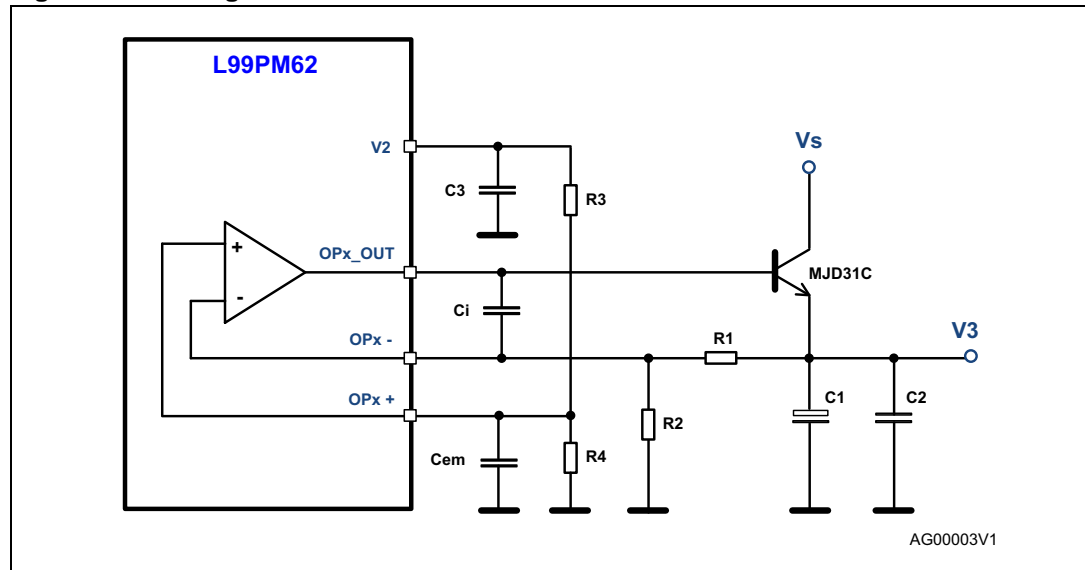 L99PM62
V2
Vs
C3
R3
+
OPx_OUT
MJD31C
-
Ci
V3
OPx -
R1
C1
C2
OPx +
R2
Cem
R4
AG00003V1